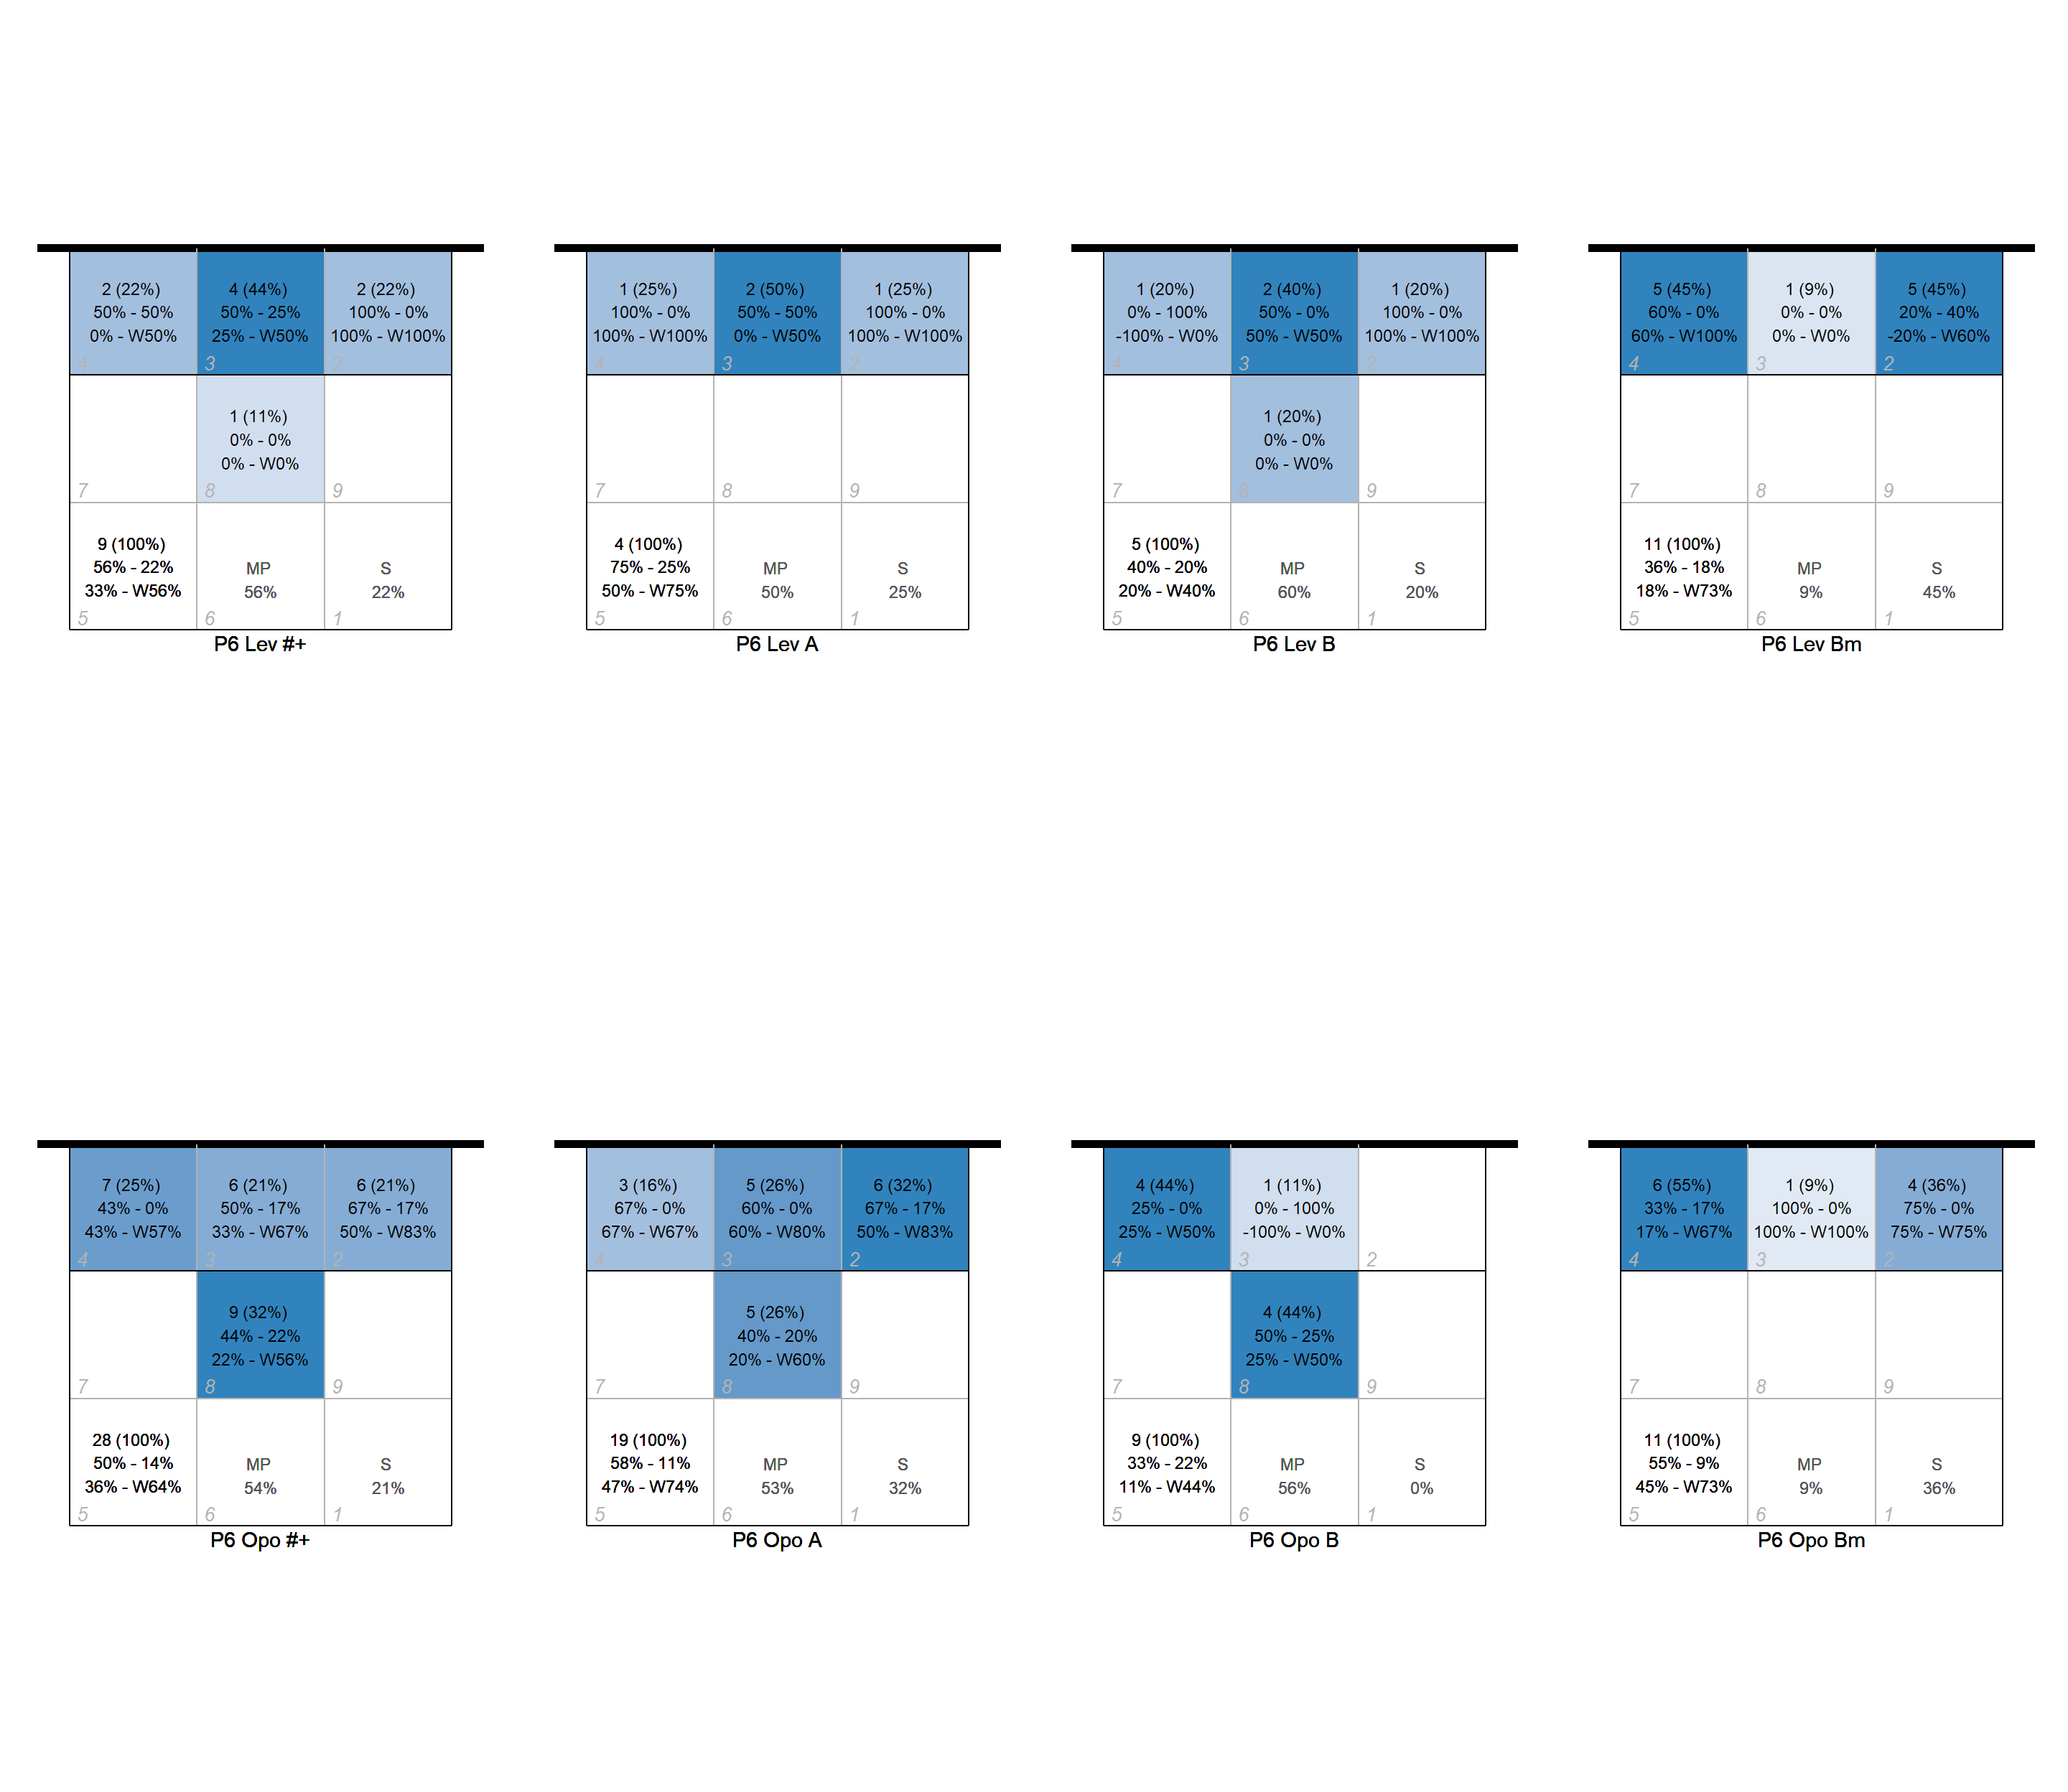 2 (22%)
50% - 50%
0% - W50%
4
4 (44%)
50% - 25%
25% - W50%
3
2 (22%)
100% - 0%
100% - W100%
2
7
1 (11%)
0% - 0%
0% - W0%
8
9
9 (100%)
56% - 22%
33% - W56%
5
MP
56%
6
S
22%
1
P6 Lev #+
1 (25%)
100% - 0%
100% - W100%
4
2 (50%)
50% - 50%
0% - W50%
3
1 (25%)
100% - 0%
100% - W100%
2
7
8
9
4 (100%)
75% - 25%
50% - W75%
5
MP
50%
6
S
25%
1
P6 Lev A
1 (20%)
0% - 100%
-100% - W0%
4
2 (40%)
50% - 0%
50% - W50%
3
1 (20%)
100% - 0%
100% - W100%
2
7
1 (20%)
0% - 0%
0% - W0%
8
9
5 (100%)
40% - 20%
20% - W40%
5
MP
60%
6
S
20%
1
P6 Lev B
5 (45%)
60% - 0%
60% - W100%
4
1 (9%)
0% - 0%
0% - W0%
3
5 (45%)
20% - 40%
-20% - W60%
2
7
8
9
11 (100%)
36% - 18%
18% - W73%
5
MP
9%
6
S
45%
1
P6 Lev Bm
7 (25%)
43% - 0%
43% - W57%
4
6 (21%)
50% - 17%
33% - W67%
3
6 (21%)
67% - 17%
50% - W83%
2
7
9 (32%)
44% - 22%
22% - W56%
8
9
28 (100%)
50% - 14%
36% - W64%
5
MP
54%
6
S
21%
1
P6 Opo #+
3 (16%)
67% - 0%
67% - W67%
4
5 (26%)
60% - 0%
60% - W80%
3
6 (32%)
67% - 17%
50% - W83%
2
7
5 (26%)
40% - 20%
20% - W60%
8
9
19 (100%)
58% - 11%
47% - W74%
5
MP
53%
6
S
32%
1
P6 Opo A
4 (44%)
25% - 0%
25% - W50%
4
1 (11%)
0% - 100%
-100% - W0%
3
2
7
4 (44%)
50% - 25%
25% - W50%
8
9
9 (100%)
33% - 22%
11% - W44%
5
MP
56%
6
S
0%
1
P6 Opo B
6 (55%)
33% - 17%
17% - W67%
4
1 (9%)
100% - 0%
100% - W100%
3
4 (36%)
75% - 0%
75% - W75%
2
7
8
9
11 (100%)
55% - 9%
45% - W73%
5
MP
9%
6
S
36%
1
P6 Opo Bm